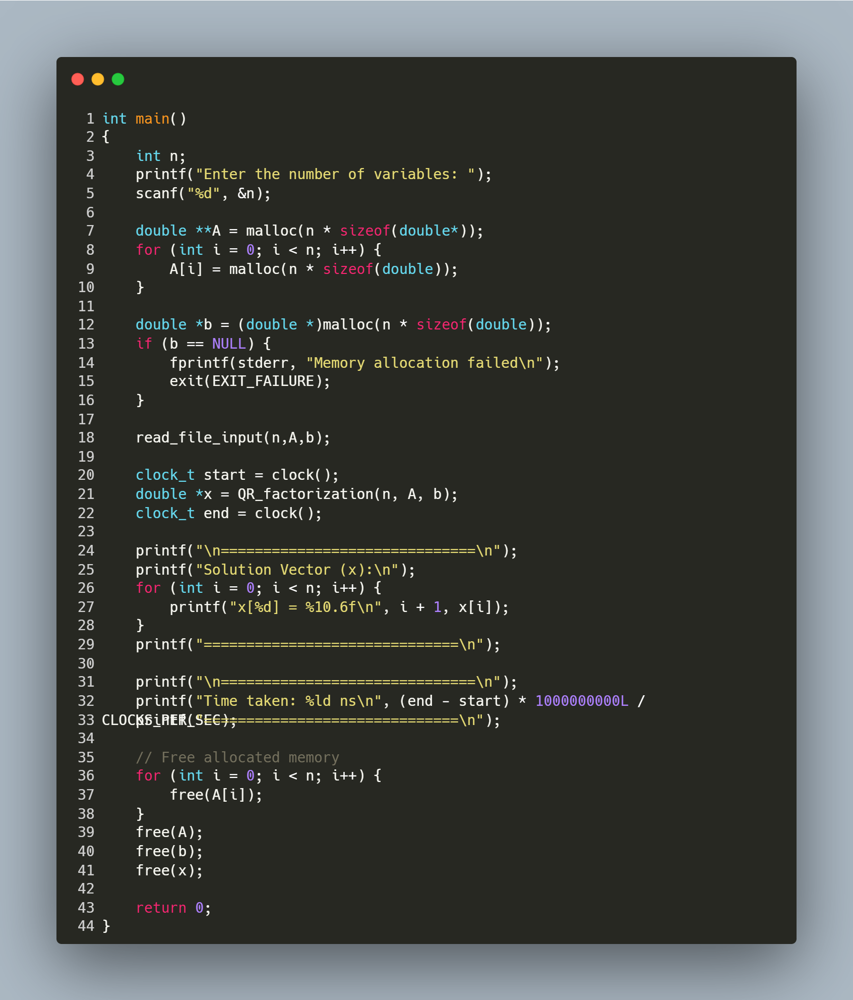 1 int main()
2 {
3     int n;
4     printf("Enter the number of variables: ");
5     scanf("%d", &n);
6
7     double **A = malloc(n * sizeof(double*));
8     for (int i = 0; i < n; i++) {
9         A[i] = malloc(n * sizeof(double));
10     }
11
12     double *b = (double *)malloc(n * sizeof(double));
13     if (b == NULL) {
14         fprintf(stderr, "Memory allocation failed\n");
15         exit(EXIT_FAILURE);
16     }
17
18     read_file_input(n,A,b);
19
20     clock_t start = clock();
21     double *x = QR_factorization(n, A, b);
22     clock_t end = clock();
23
24     printf("\n==============================\n");
25     printf("Solution Vector (x):\n");
26     for (int i = 0; i < n; i++) {
27         printf("x[%d] = %10.6f\n", i + 1, x[i]);
28     }
29     printf("==============================\n");
30
31     printf("\n==============================\n");
32     printf("Time taken: %ld ns\n", (end - start) * 1000000000L /
CLOCKS_PER_SEC);
33     printf("==============================\n");
34
35     // Free allocated memory
36     for (int i = 0; i < n; i++) {
37         free(A[i]);
38     }
39     free(A);
40     free(b);
41     free(x);
42
43     return 0;
44 }